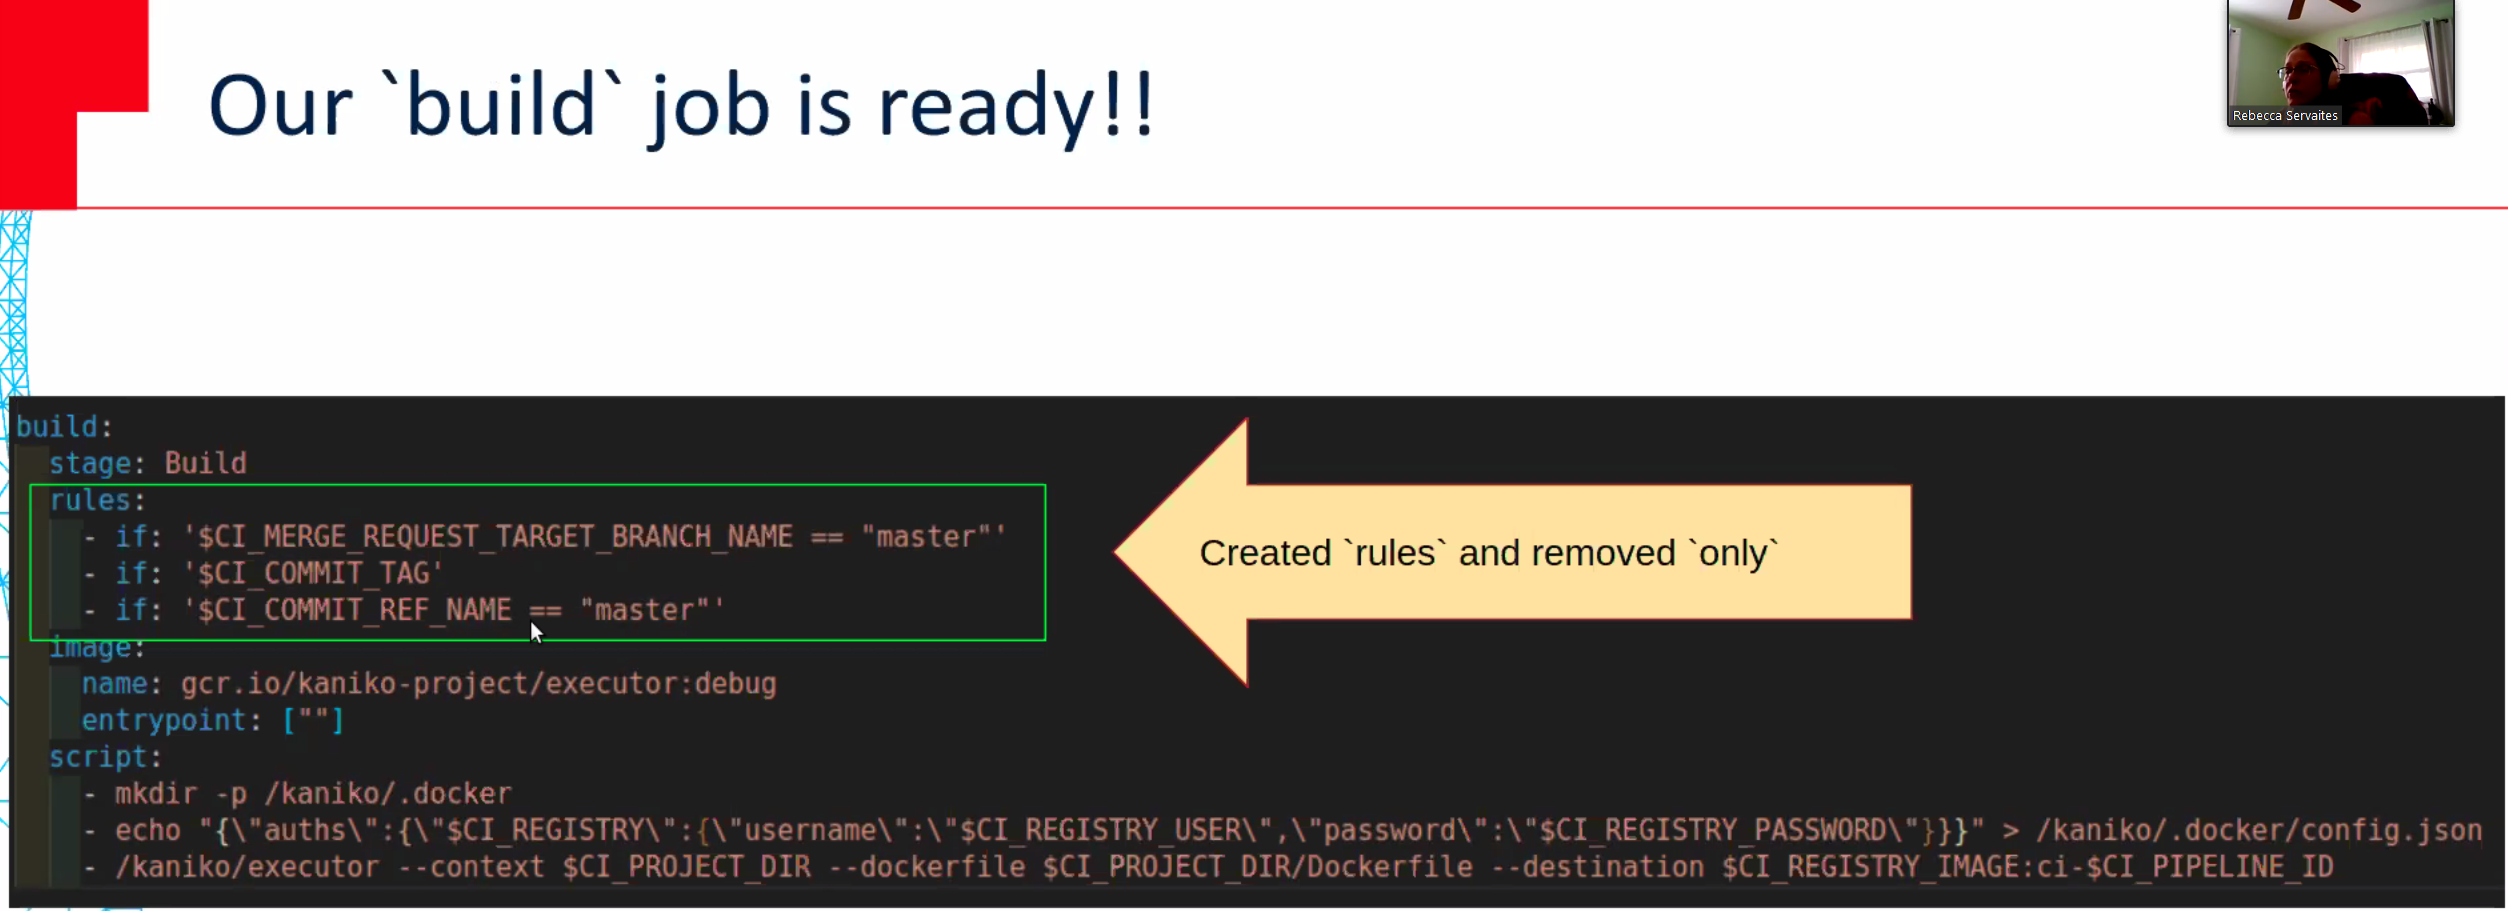 Our `build` job is ready!!
Rebecca Servaites
build:
stage: Build
rules:
- if: '$CI_MERGE_REQUEST_TARGET_BRANCH_NAME == "master"'
- if: '$CI_COMMIT_TAG'
- if: '$CI_COMMIT_REF_NAME == "master"'
image:
name: gcr.io/kaniko-project/executor:debug
entrypoint: [""]
script:
- mkdir -p /kaniko/.docker
- echo "{\"auths\":{\"$CI_REGISTRY\":{\"username\":\"$CI_REGISTRY_USER\",\"password\":\"$CI_REGISTRY_PASSWORD\"}}}" > /kaniko/.docker/config.json
- /kaniko/executor --context $CI_PROJECT_DIR --dockerfile $CI_PROJECT_DIR/Dockerfile --destination $CI_REGISTRY_IMAGE:ci-$CI_PIPELINE_ID
Created `rules` and removed `only`